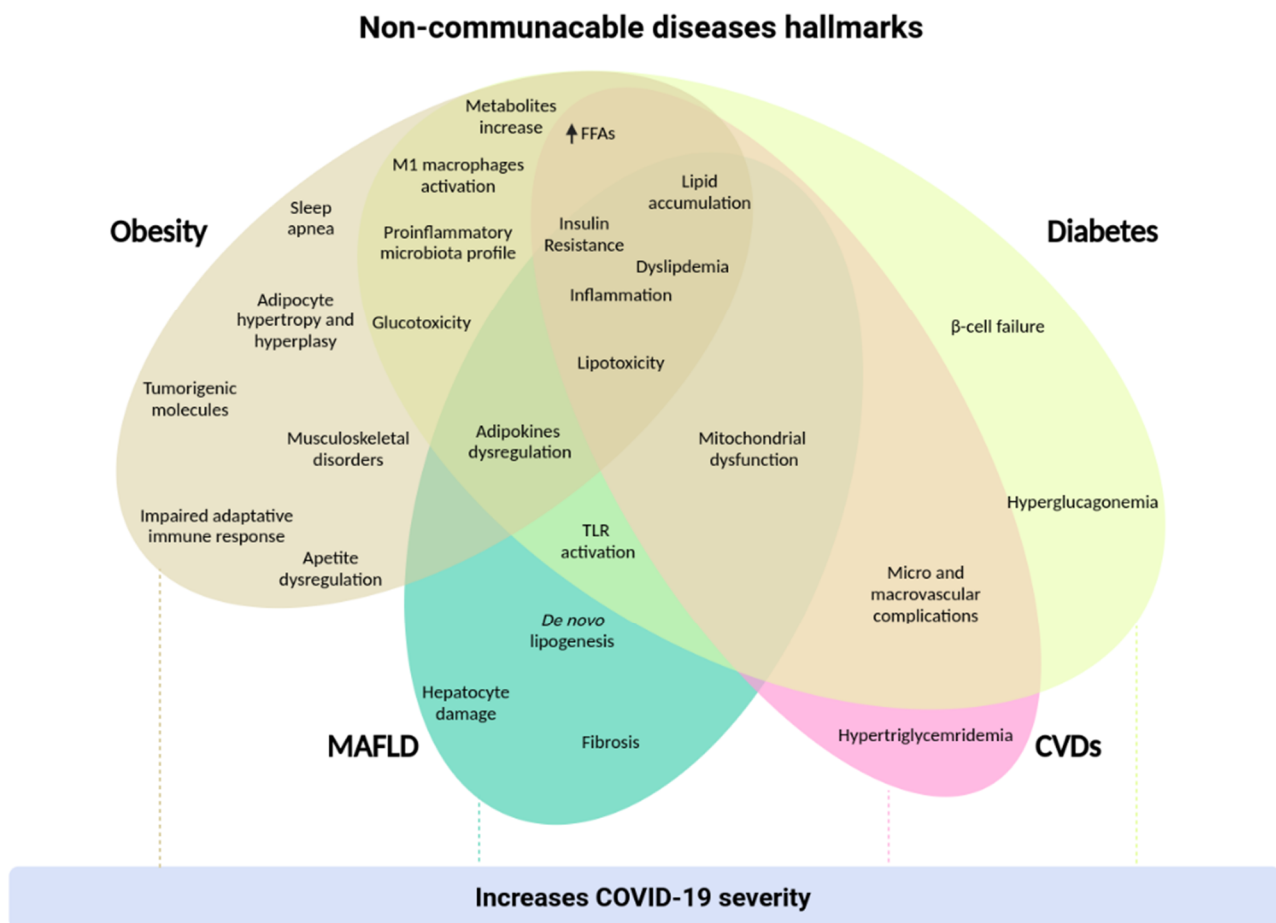 Non-communacable diseases hallmarks
Metabolites
increase
FFAs
M1 macrophages
activation
Lipid
accumulation
Sleep
apnea
Obesity
Proinflammatory
microbiota profile
Insulin
Resistance
Diabetes
Dyslipdemia
Inflammation
Adipocyte
hypertropy and
hyperplasy
Glucotoxicity
β-cell failure
Lipotoxicity
Tumorigenic
molecules
Musculoskeletal
disorders
Adipokines
dysregulation
Mitochondrial
dysfunction
Hyperglucagonemia
Impaired adaptative
immune response
TLR
activation
Apetite
dysregulation
Micro and
macrovascular
complications
De novo
lipogenesis
Hepatocyte
damage
Fibrosis
MAFLD
Hypertriglycemridemia
CVDs
Increases COVID-19 severity